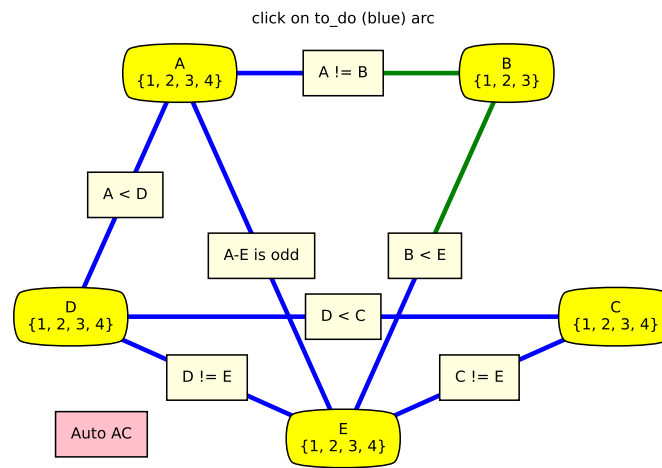 click on to_do (blue) arc
A
{1, 2, 3, 4}
A != B
B
{1, 2, 3}
A < D
A-E is odd
B < E
D
{1, 2, 3, 4}
D < C
C
{1, 2, 3, 4}
D != E
C != E
Auto AC
E
{1, 2, 3, 4}